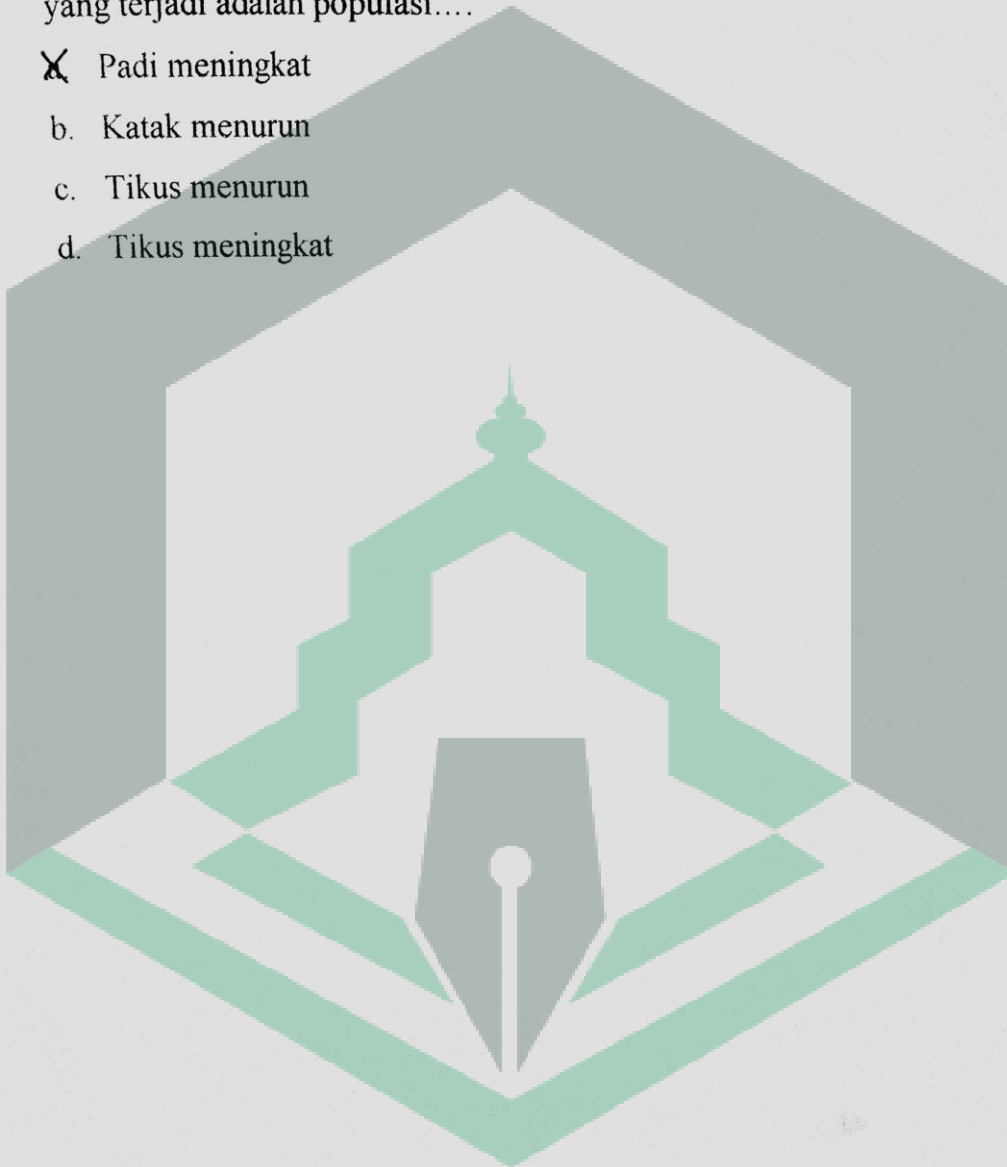 yang terjadi adalah populasi....
a Padi meningkat
b. Katak menurun
c. Tikus menurun
d. Tikus meningkat